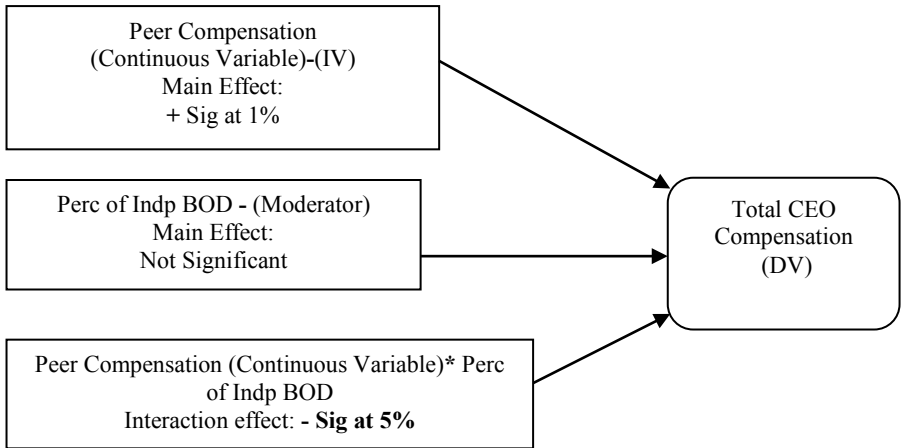 Peer Compensation
(Continuous Variable)-(IV)
Main Effect:
+ Sig at 1%
Perc of Indp BOD - (Moderator)
Main Effect:
Not Significant
Peer Compensation (Continuous Variable)* Perc
of Indp BOD
Interaction effect: - Sig at 5%
Total CEO
Compensation
(DV)